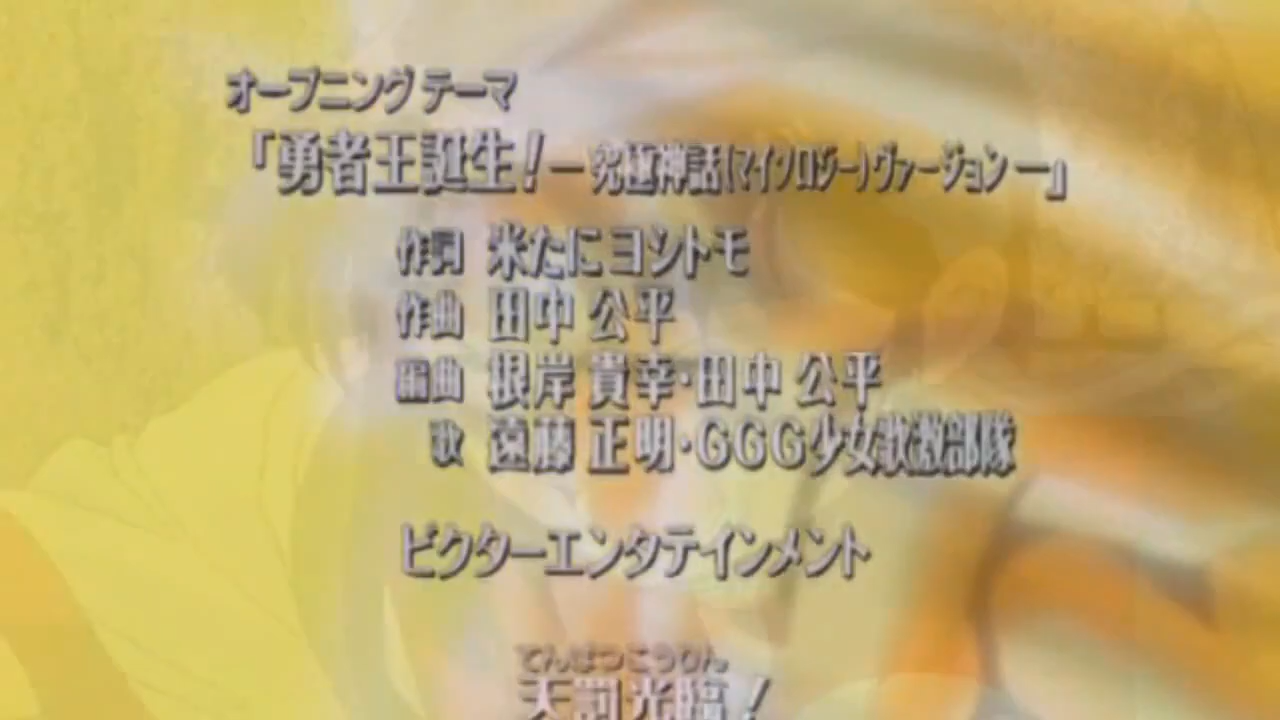 オープニングテーマ
「勇者王誕生!―究極神話(マイソロジー)ヴァージョン―」
作詞 米たにヨシトモ
作曲 田中 公平
編曲 根岸 貴幸・田中 公平
歌 遠藤 正明・GGG少女歌激部隊
ビクターエンタテインメント
てんばつこうりん
天罰光臨!